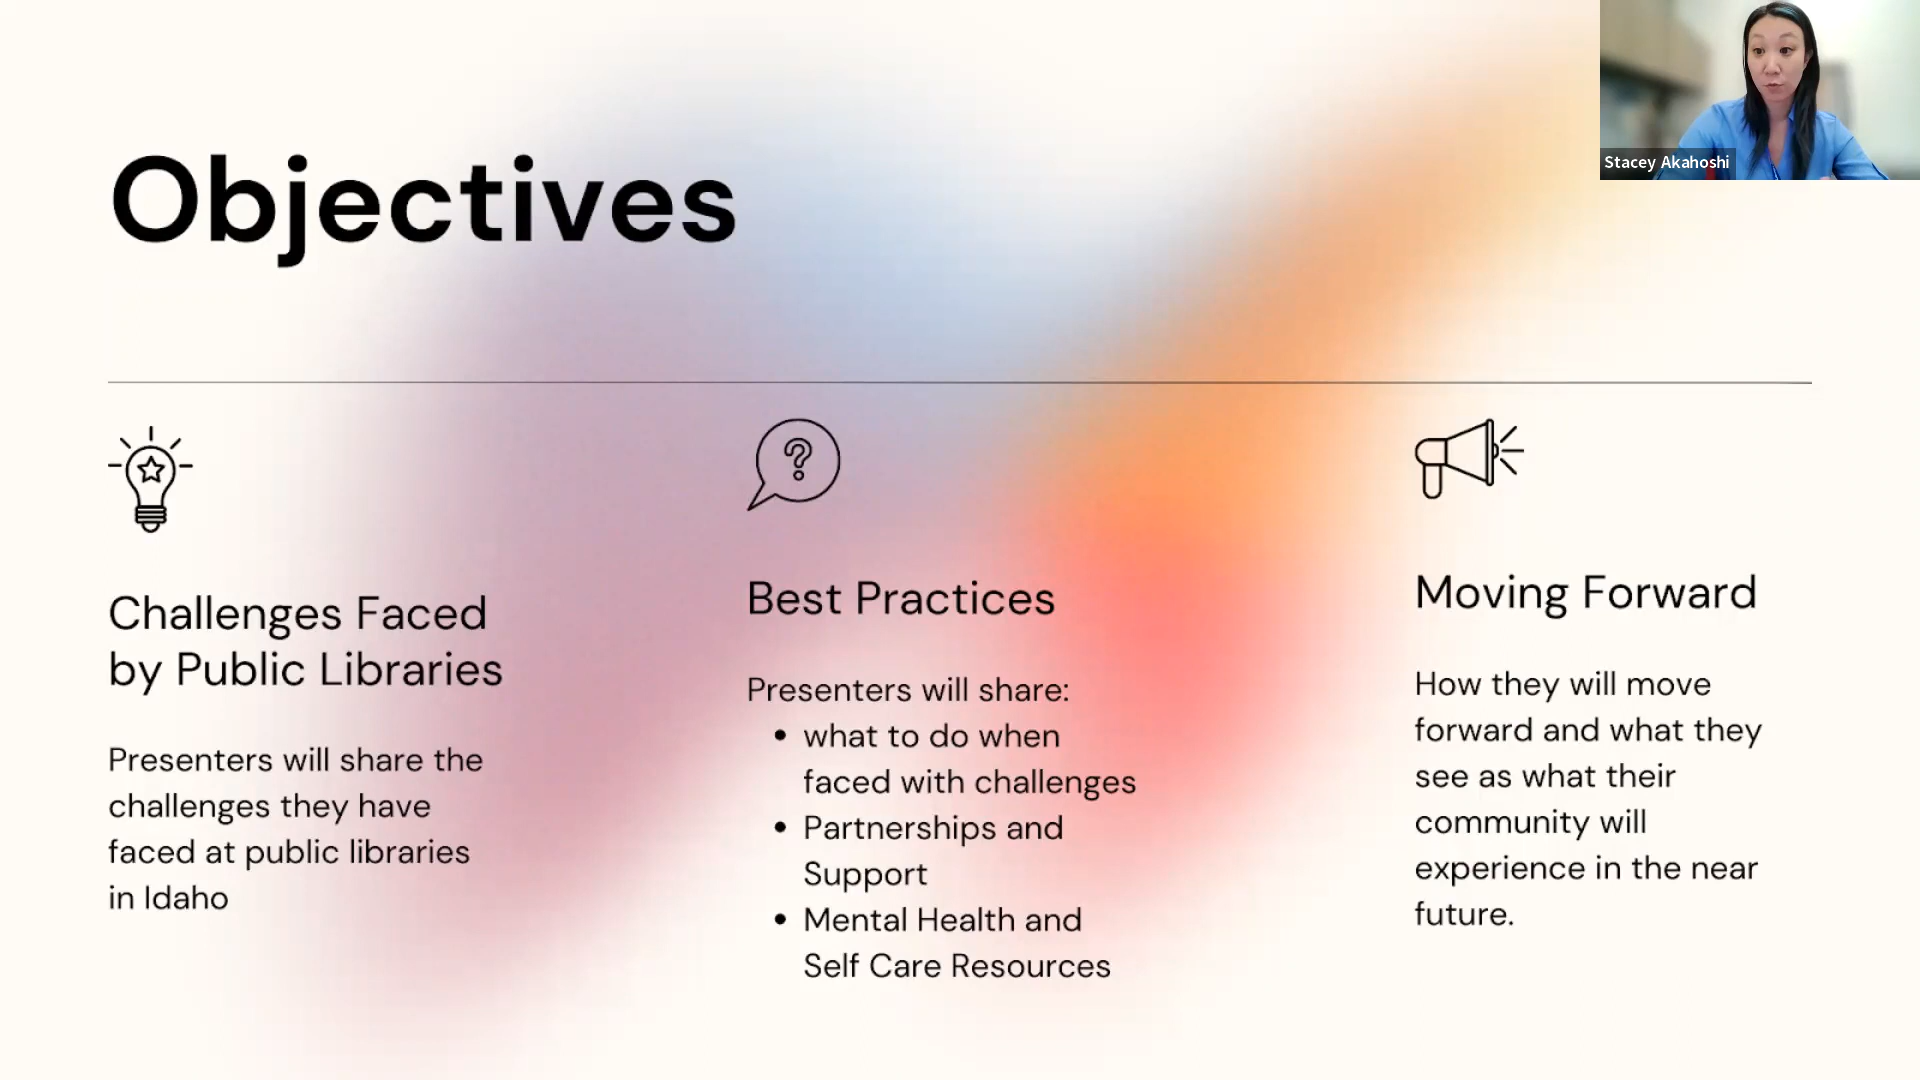 Objectives
Stacey Akahoshi
Challenges Faced
by Public Libraries
Presenters will share the
challenges they have
faced at public libraries
in Idaho
?
Best Practices
Presenters will share:
• what to do when
faced with challenges
• Partnerships and
Support
• Mental Health and
Self Care Resources
Moving Forward
How they will move
forward and what they
see as what their
community will
experience in the near
future.